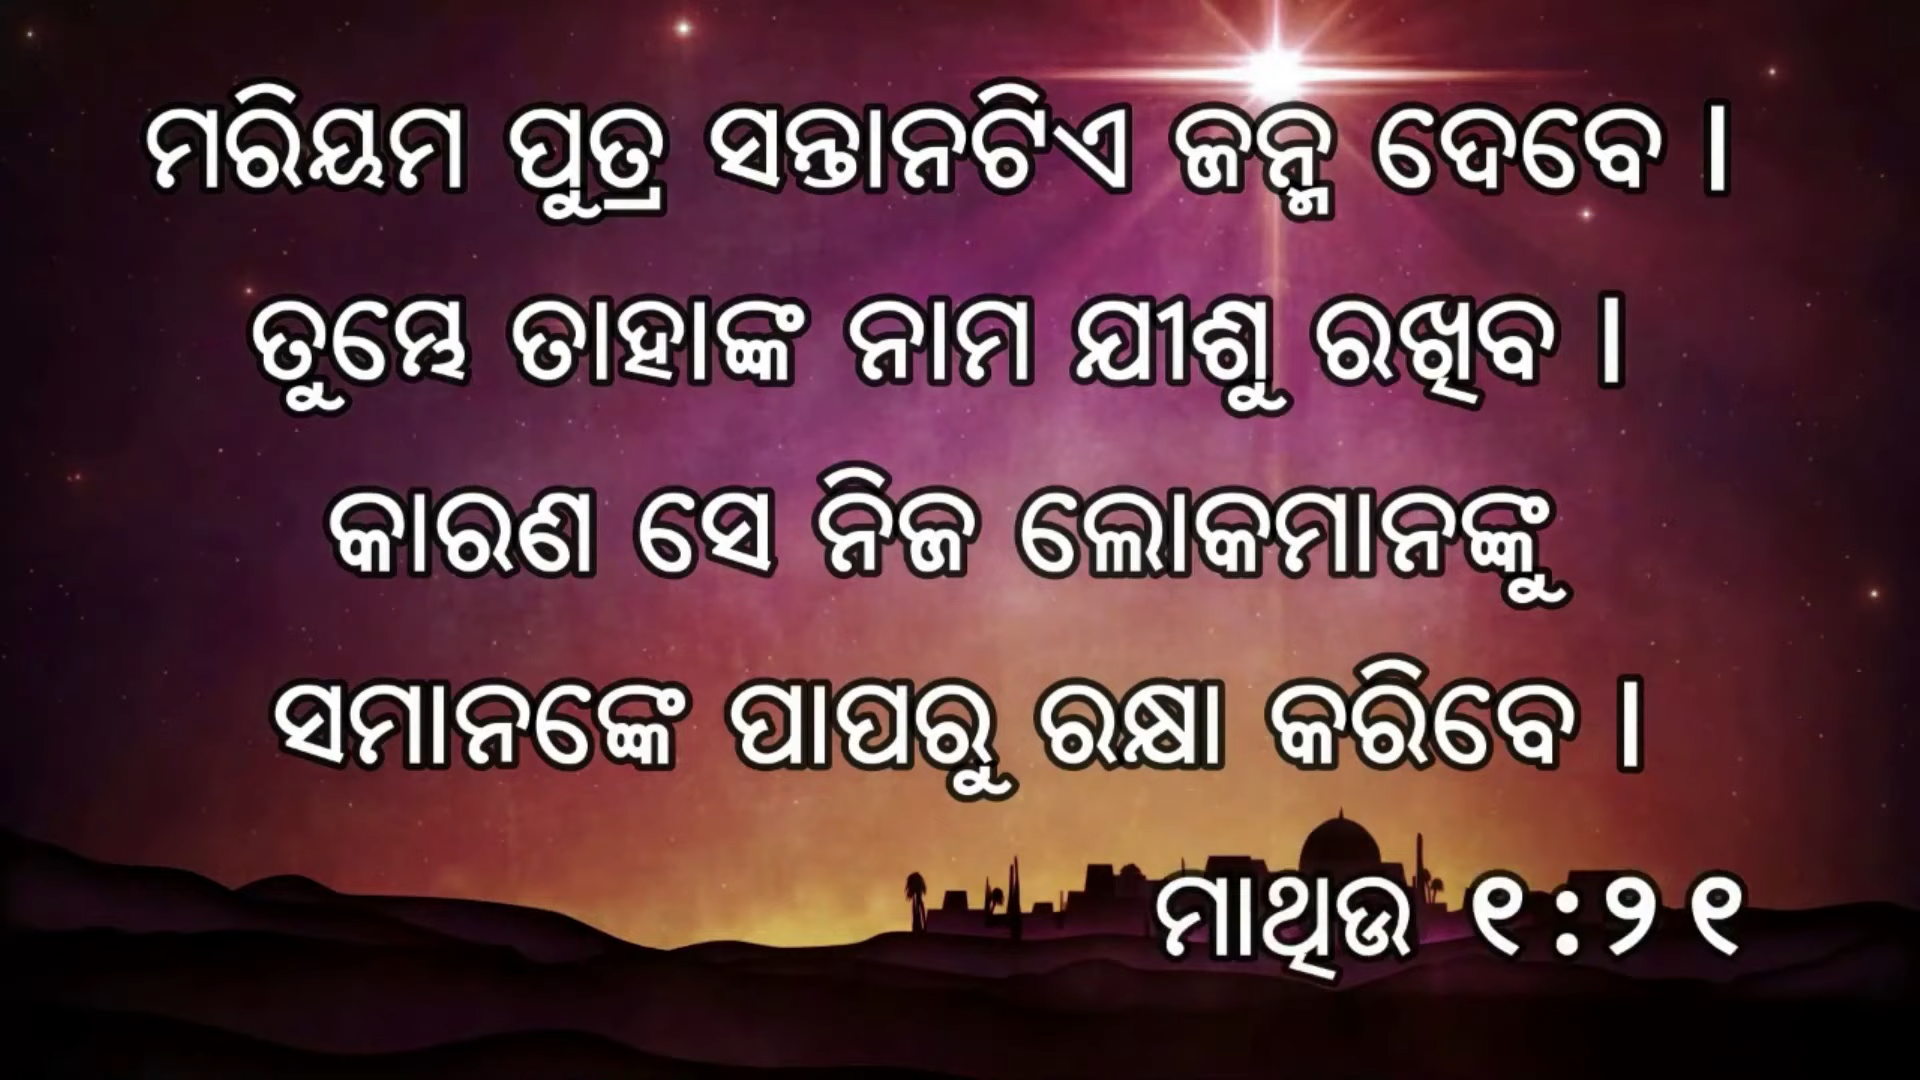 ମରିୟମ ପୁତ୍ର ସନ୍ତାନଟିଏ ଜନ୍ମ ଦେବେ ।
ତୁମ୍ଭେ ତାହାଙ୍କ ନାମ ଯୀଶୁ ରଖିବ ।
କାରଣ ସେ ନିଜ ଲୋକମାନଙ୍କୁ
ସମାନଙ୍କେ ପାପରୁ ରକ୍ଷା କରିବେ ।
ମାଥିଉ ୧:୨୧